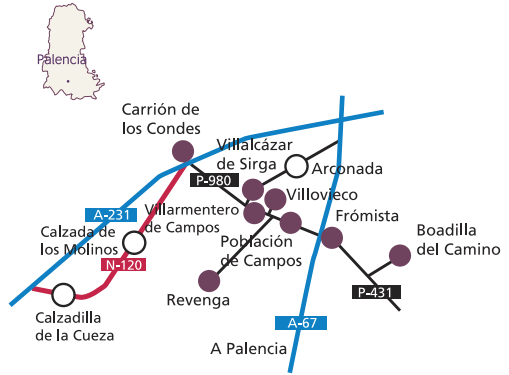 Palencia
Carrión de
los Condes
Villalcázar
de Sirga
Arconada
P-980
Villovieco
A-231
Villarmentero
de Campos
Frómista
Calzada de
los Molinos
Población
de Campos
Boadilla
del Camino
N-120
Revenga
P-431
Calzadilla
de la Cueza
A-67
A Palencia